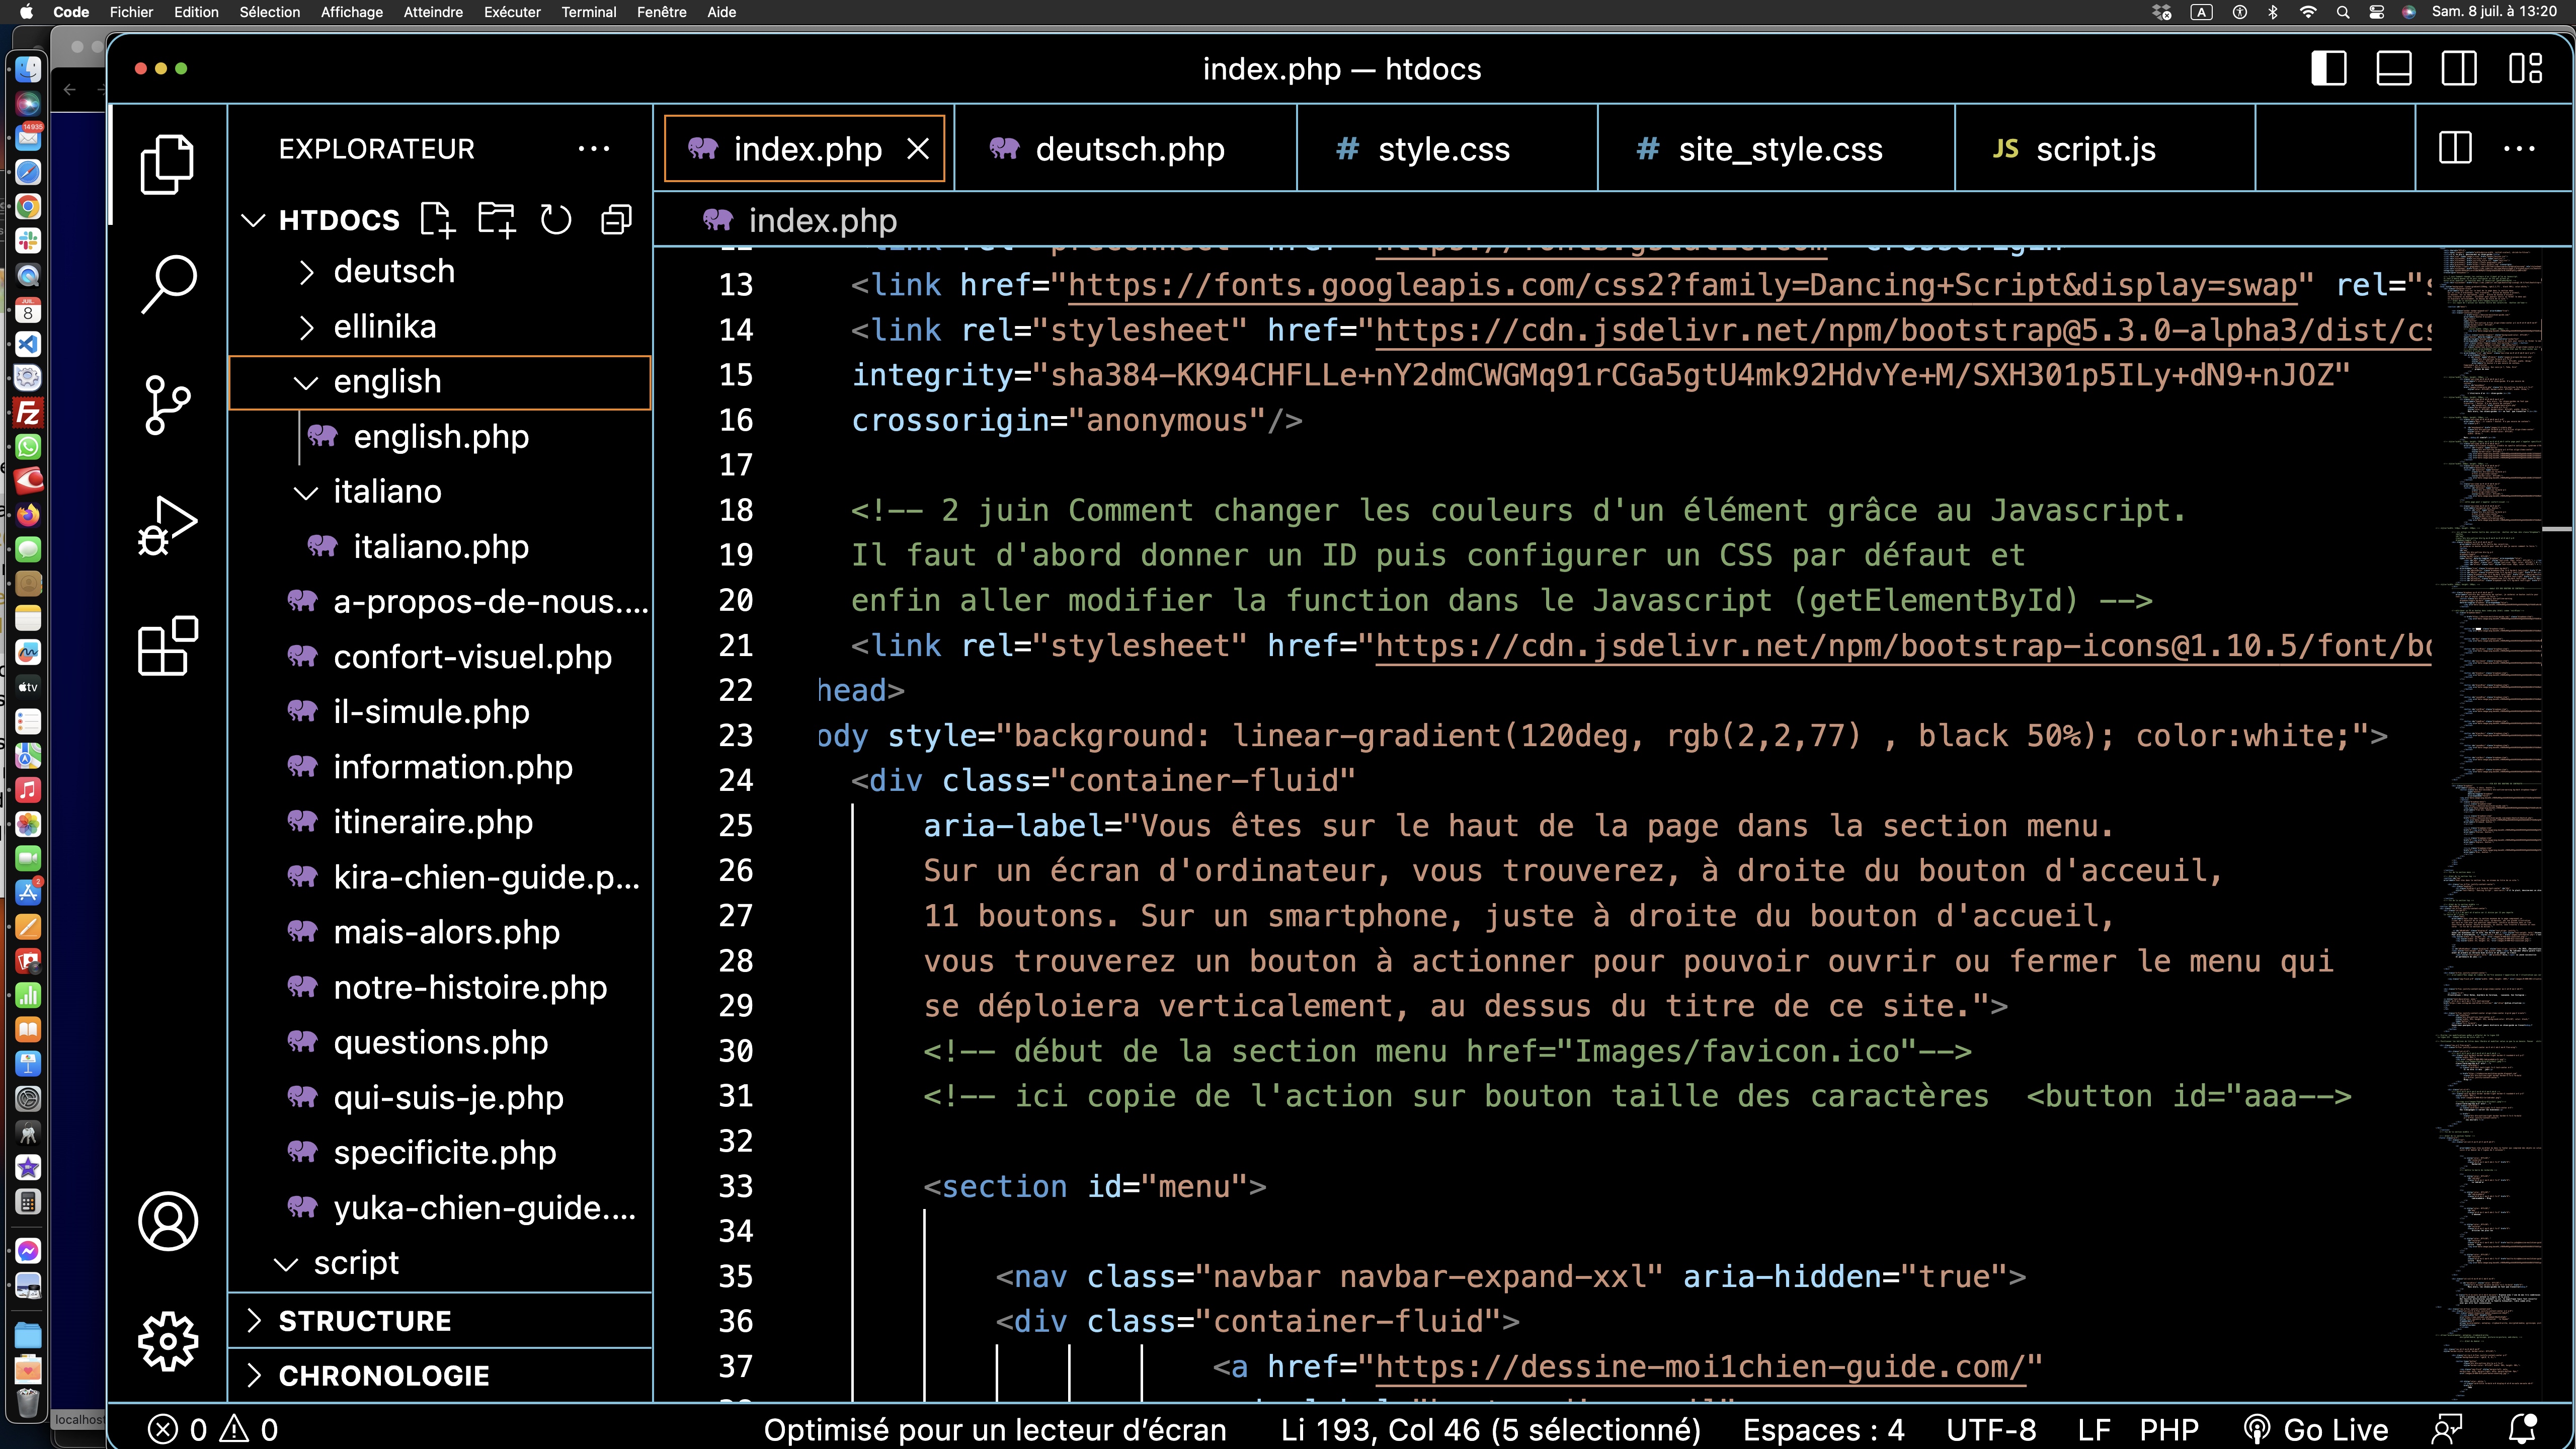 Code Fichier Edition Sélection Affichage Atteindre Exécuter Terminal Fenêtre Aide
A Sam. 8 juil. à 13:20
index.php — htdocs
EXPLORATEUR
HTDOCS
deutsch
ellinika
english
english.php
italiano
italiano.php
a-propos-de-nous....
confort-visuel.php
il-simule.php
information.php
itineraire.php
kira-chien-guide.p...
mais-alors.php
notre-histoire.php
questions.php
qui-suis-je.php
specificite.php
yuka-chien-guide....
script
STRUCTURE
CHRONOLOGIE
index.php
deutsch.php
# style.css
# site_style.css
JS script.js
index.php
13 <link href="https://fonts.googleapis.com/css2?family=Dancing+Script&display=swap" rel="s
14 <link rel="stylesheet" href="https://cdn.jsdelivr.net/npm/bootstrap@5.3.0-alpha3/dist/cs
15 integrity="sha384-KK94CHFLLe+nY2dmCWGMq91rCGa5gtU4mk92HdvYe+M/SXH301p5ILy+dN9+nJOZ"
16 crossorigin="anonymous"/>
17
18 <!-- 2 juin Comment changer les couleurs d'un élément grâce au Javascript.
19 Il faut d'abord donner un ID puis configurer un CSS par défaut et
20 enfin aller modifier la function dans le Javascript (getElementById) -->
21 <link rel="stylesheet" href="https://cdn.jsdelivr.net/npm/bootstrap-icons@1.10.5/font/bo
22 head>
23 ody style="background: linear-gradient(120deg, rgb(2,2,77) , black 50%); color:white;">
24 <div class="container-fluid"
25 aria-label="Vous êtes sur le haut de la page dans la section menu.
26 Sur un écran d'ordinateur, vous trouverez, à droite du bouton d'acceuil,
27 11 boutons. Sur un smartphone, juste à droite du bouton d'accueil,
28 vous trouverez un bouton à actionner pour pouvoir ouvrir ou fermer le menu qui
29 se déploiera verticalement, au dessus du titre de ce site.">
30 <!-- début de la section menu href="Images/favicon.ico"-->
31 <!-- ici copie de l'action sur bouton taille des caractères  <button id="aaa-->
32
33 <section id="menu">
34
35 <nav class="navbar navbar-expand-xxl" aria-hidden="true">
36 <div class="container-fluid">
37 <a href="https://dessine-moi1chien-guide.com/"
0 0 Optimisé pour un lecteur d'écran Li 193, Col 46 (5 sélectionné) Espaces : 4 UTF-8 LF PHP Go Live
localhost